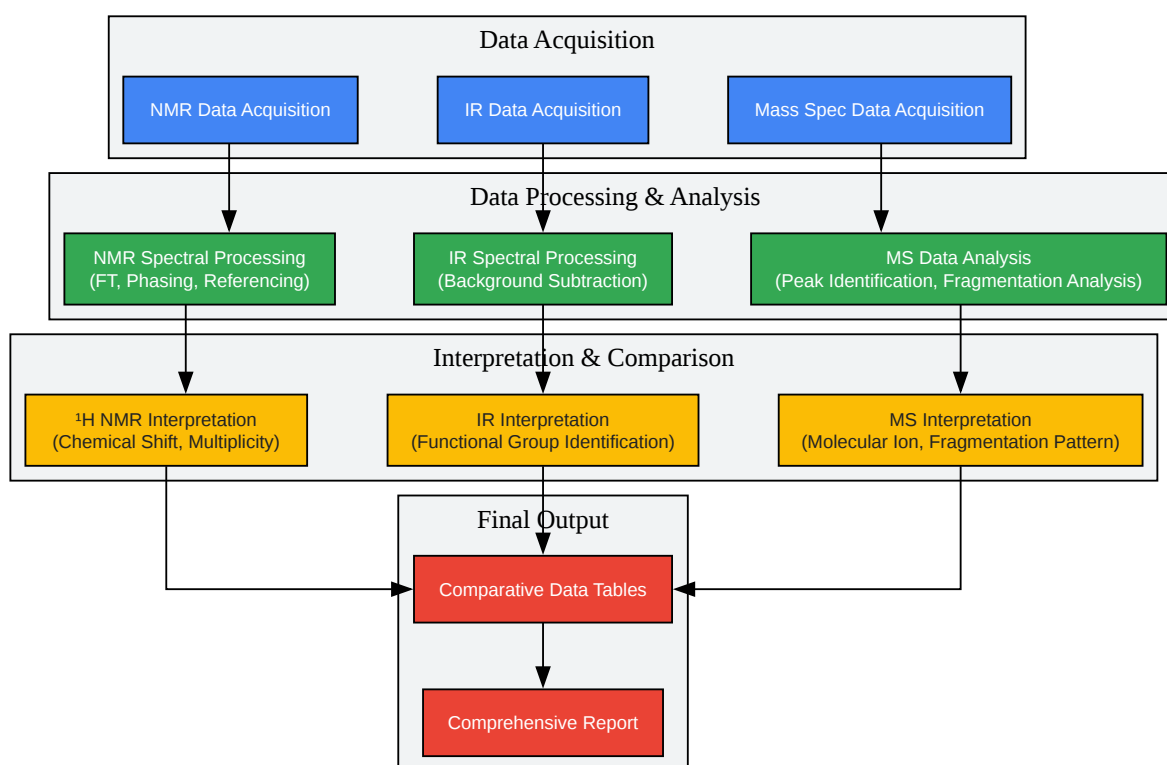 Data Acquisition
NMR Data Acquisition
IR Data Acquisition
Mass Spec Data Acquisition
Data Processing & Analysis
NMR Spectral Processing
(FT, Phasing, Referencing)
IR Spectral Processing
(Background Subtraction)
MS Data Analysis
(Peak Identification, Fragmentation Analysis)
Interpretation & Comparison
¹H NMR Interpretation
(Chemical Shift, Multiplicity)
IR Interpretation
(Functional Group Identification)
MS Interpretation
(Molecular Ion, Fragmentation Pattern)
Final Output
Comparative Data Tables
Comprehensive Report